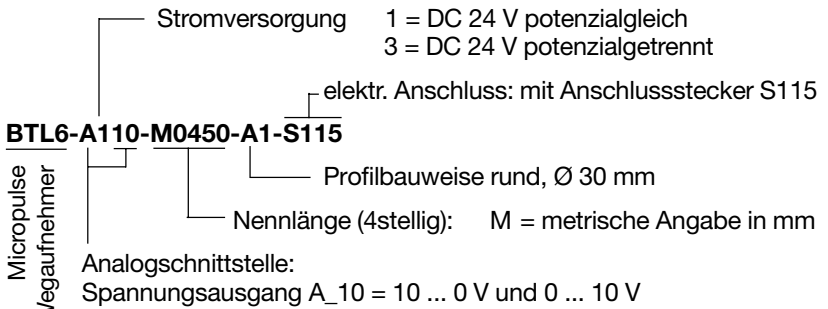 Stromversorgung 1 = DC 24 V potenzialgleich
3 = DC 24 V potenzialgetrennt
elektr. Anschluss: mit Anschlussstecker S115
BTL6-A110-M0450-A1-S115
Micropulse
Wegaufnehmer
Profilbauweise rund, Ø 30 mm
Nennlänge (4stellig): M = metrische Angabe in mm
Analogschnittstelle:
Spannungsausgang A_10 = 10 ... 0 V und 0 ... 10 V